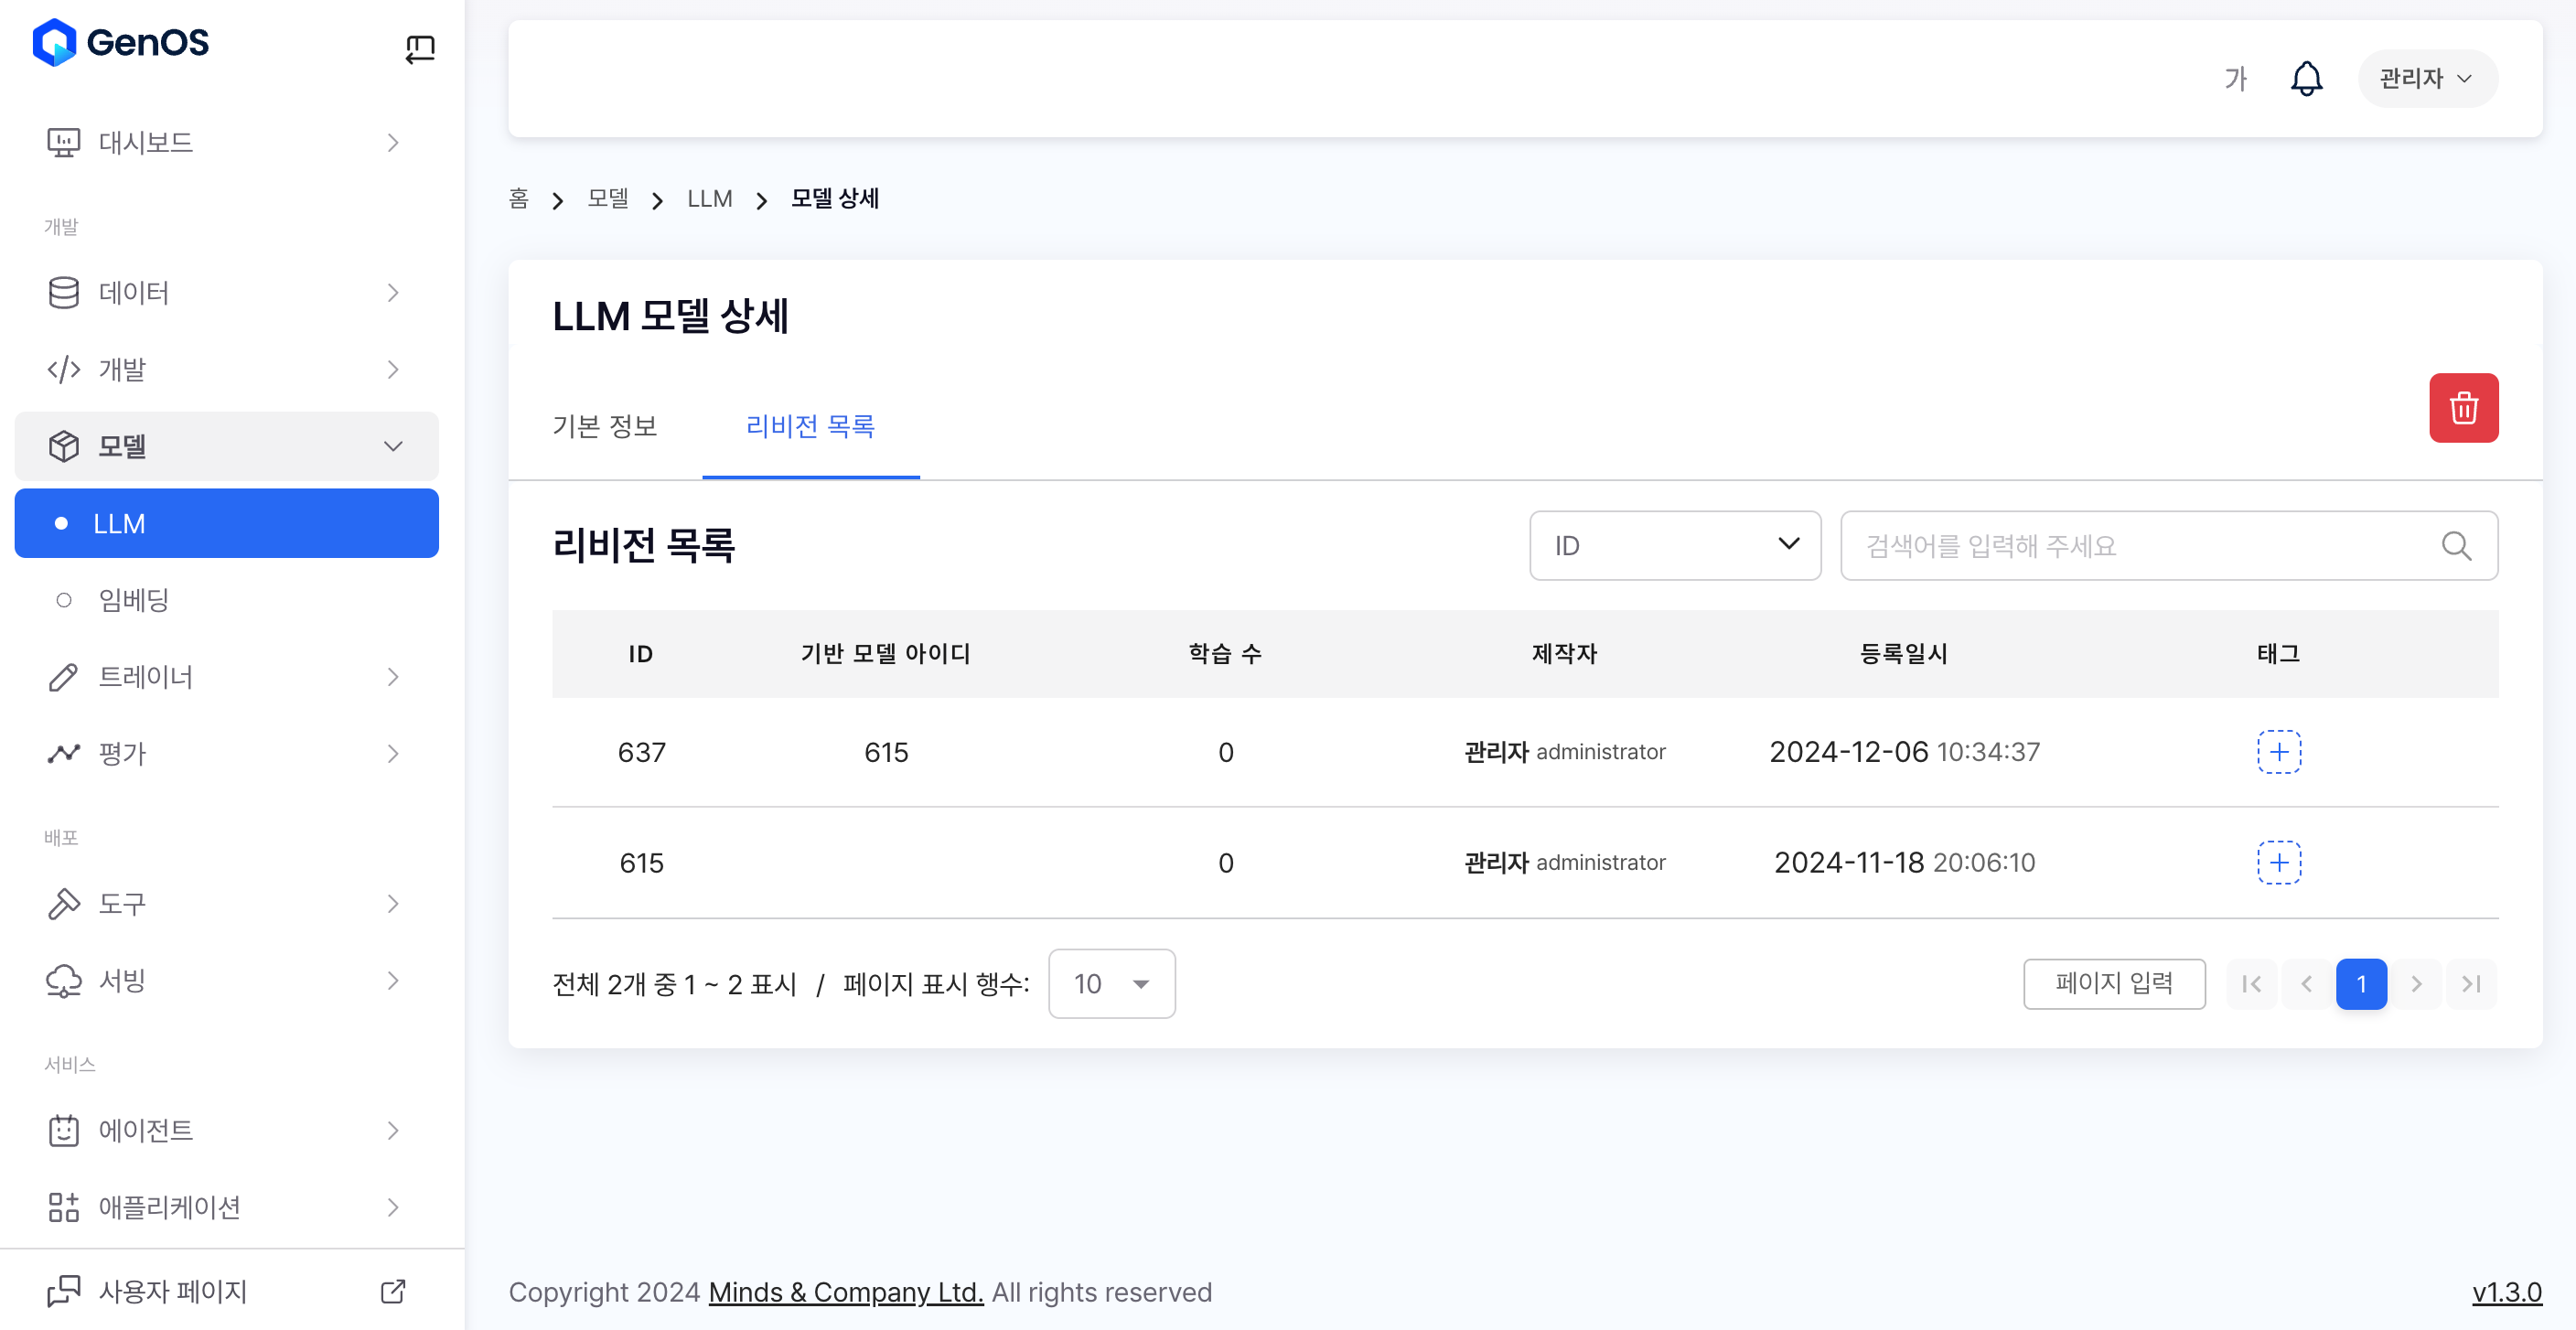 GenOS
대시보드
개발
데이터
개발
모델
LLM
임베딩
트레이너
평가
배포
도구
서빙
서비스
에이전트
애플리케이션
사용자 페이지
가 관리자
홈 모델 LLM 모델 상세
LLM 모델 상세
기본 정보 리비전 목록
리비전 목록 ID 검색어를 입력해 주세요
ID 기반 모델 아이디 학습 수 제작자 등록일시 태그
637 615 0 관리자 administrator 2024-12-06 10:34:37
615 0 관리자 administrator 2024-11-18 20:06:10
전체 2개 중 1 ~ 2 표시 / 페이지 표시 행수: 10 페이지 입력 1
Copyright 2024 Minds & Company Ltd. All rights reserved v1.3.0